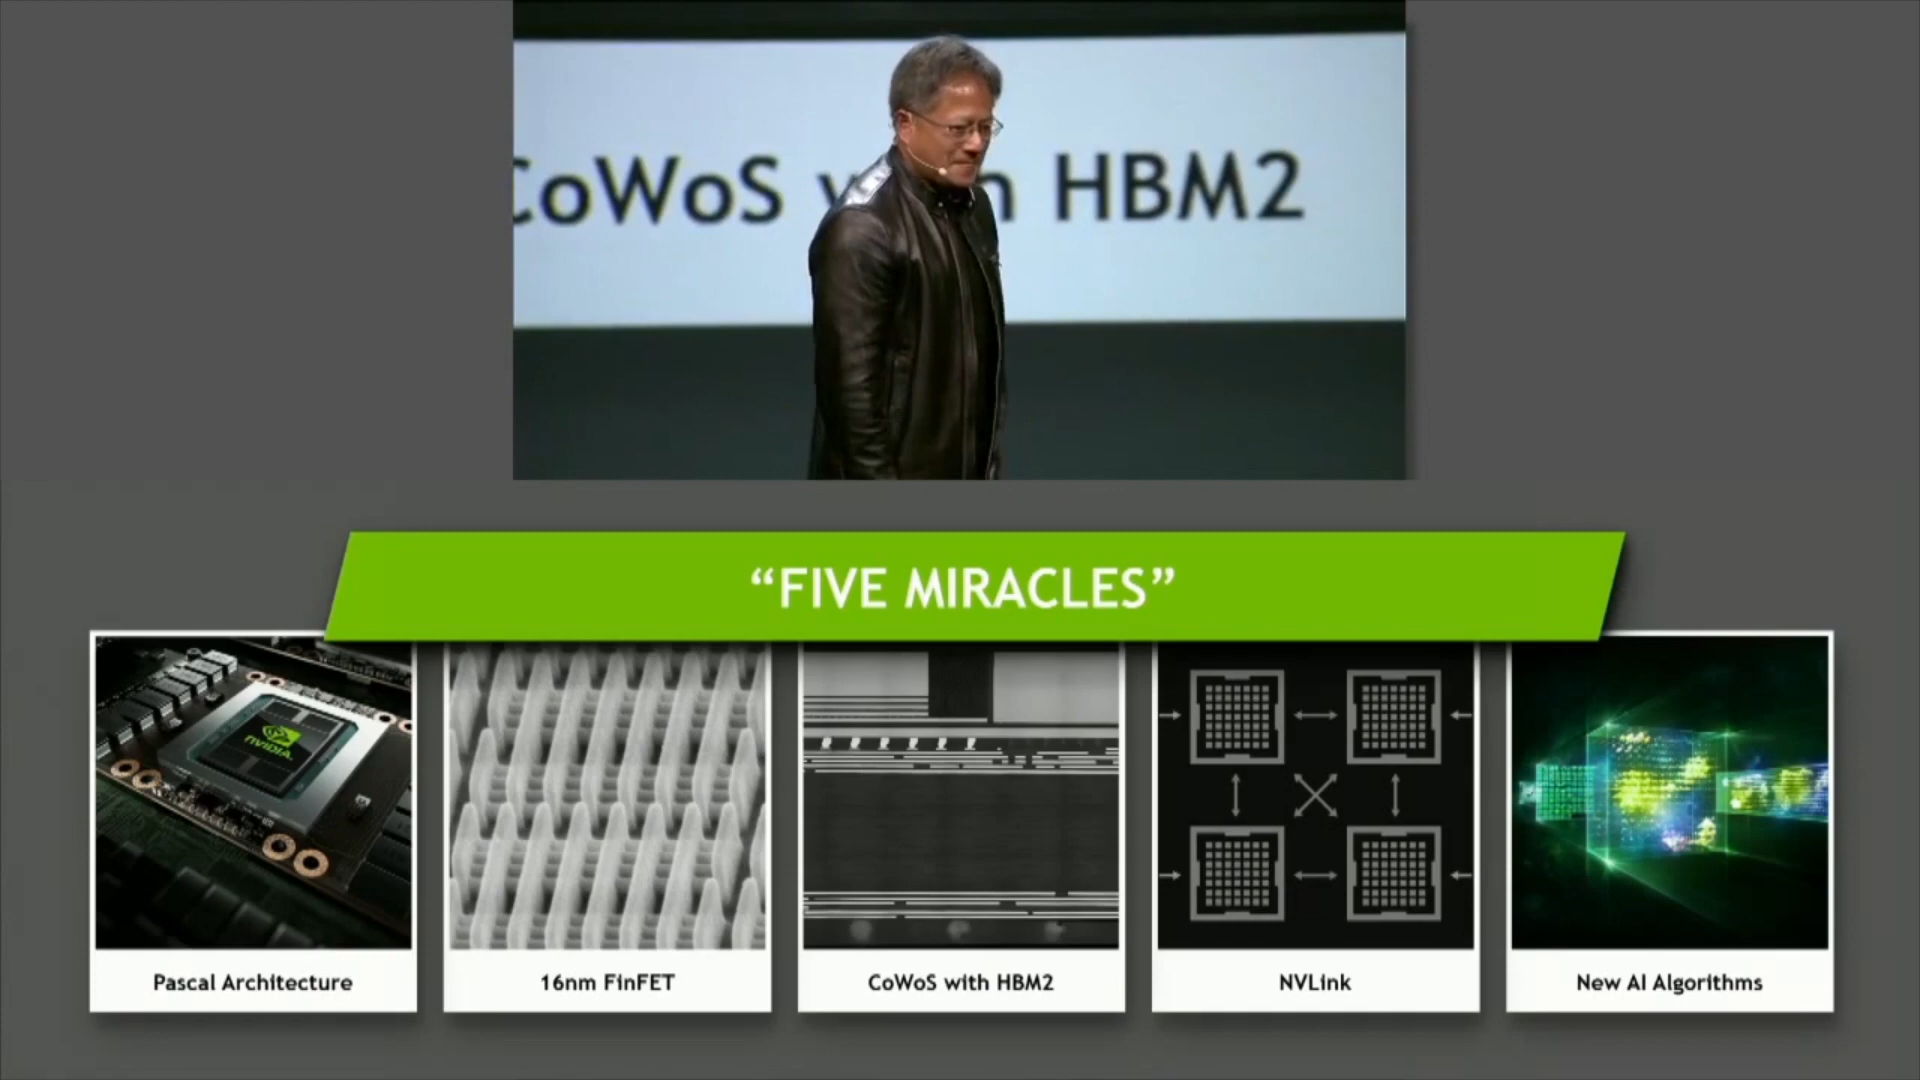 CoWoS w h HBM2
“FIVE MIRACLES”
nVIDIA.
Pascal Architecture
16nm FinFET
CoWoS with HBM2
NVLink
New AI Algorithms